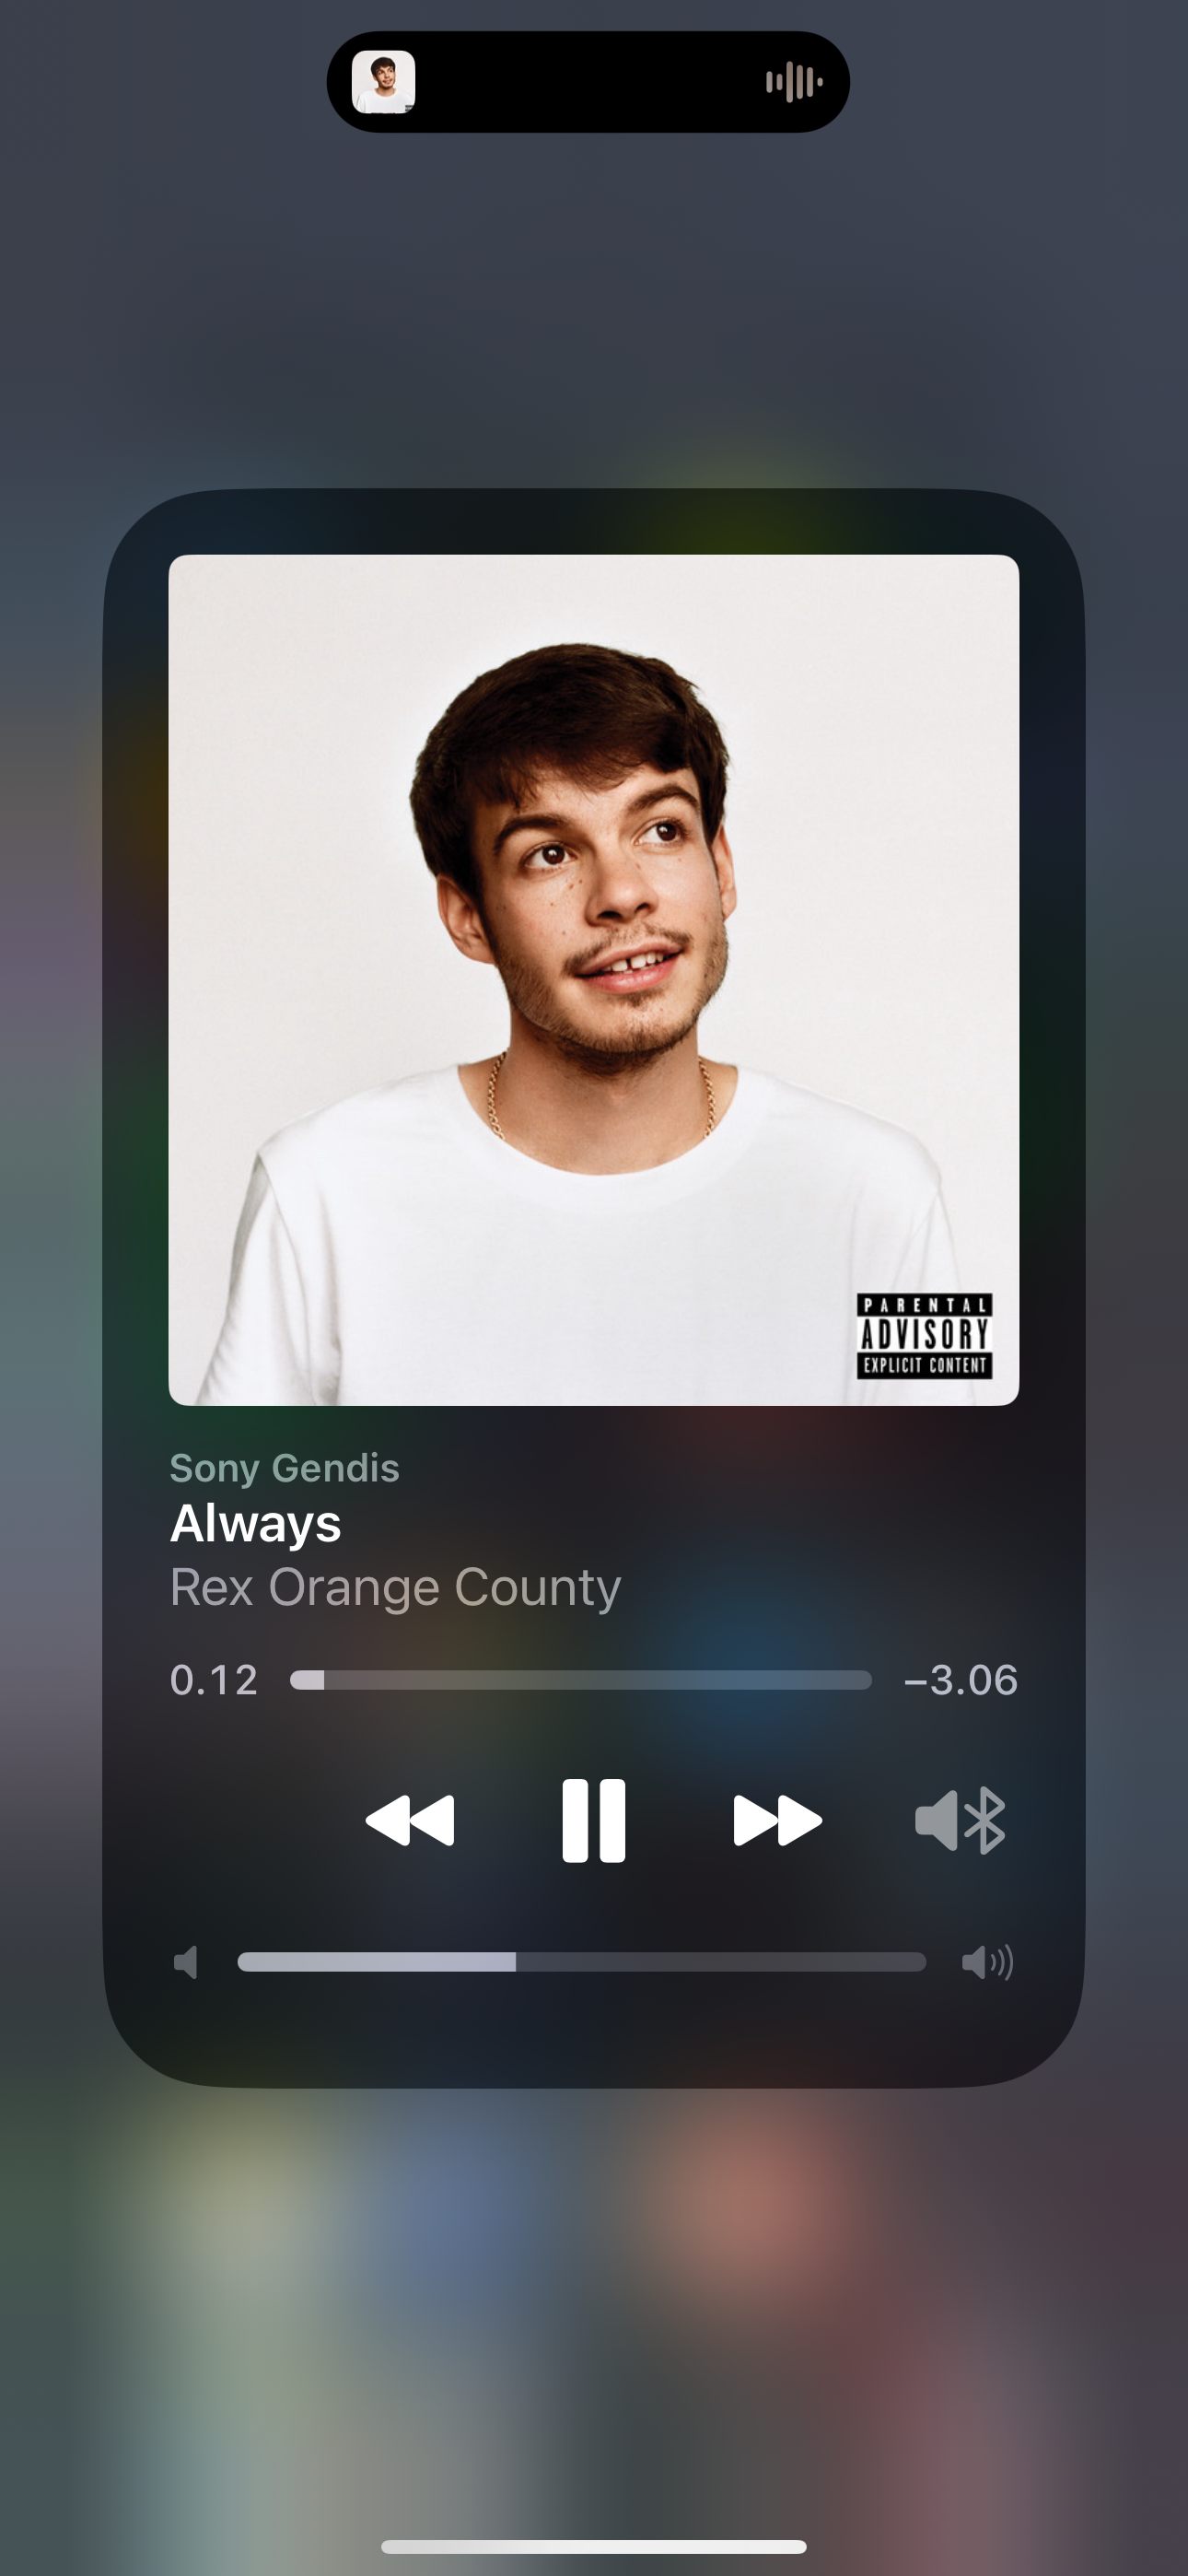 PARENTAL
ADVISORY
EXPLICIT CONTENT
Sony Gendis
Always
Rex Orange County
0.12
–3.06